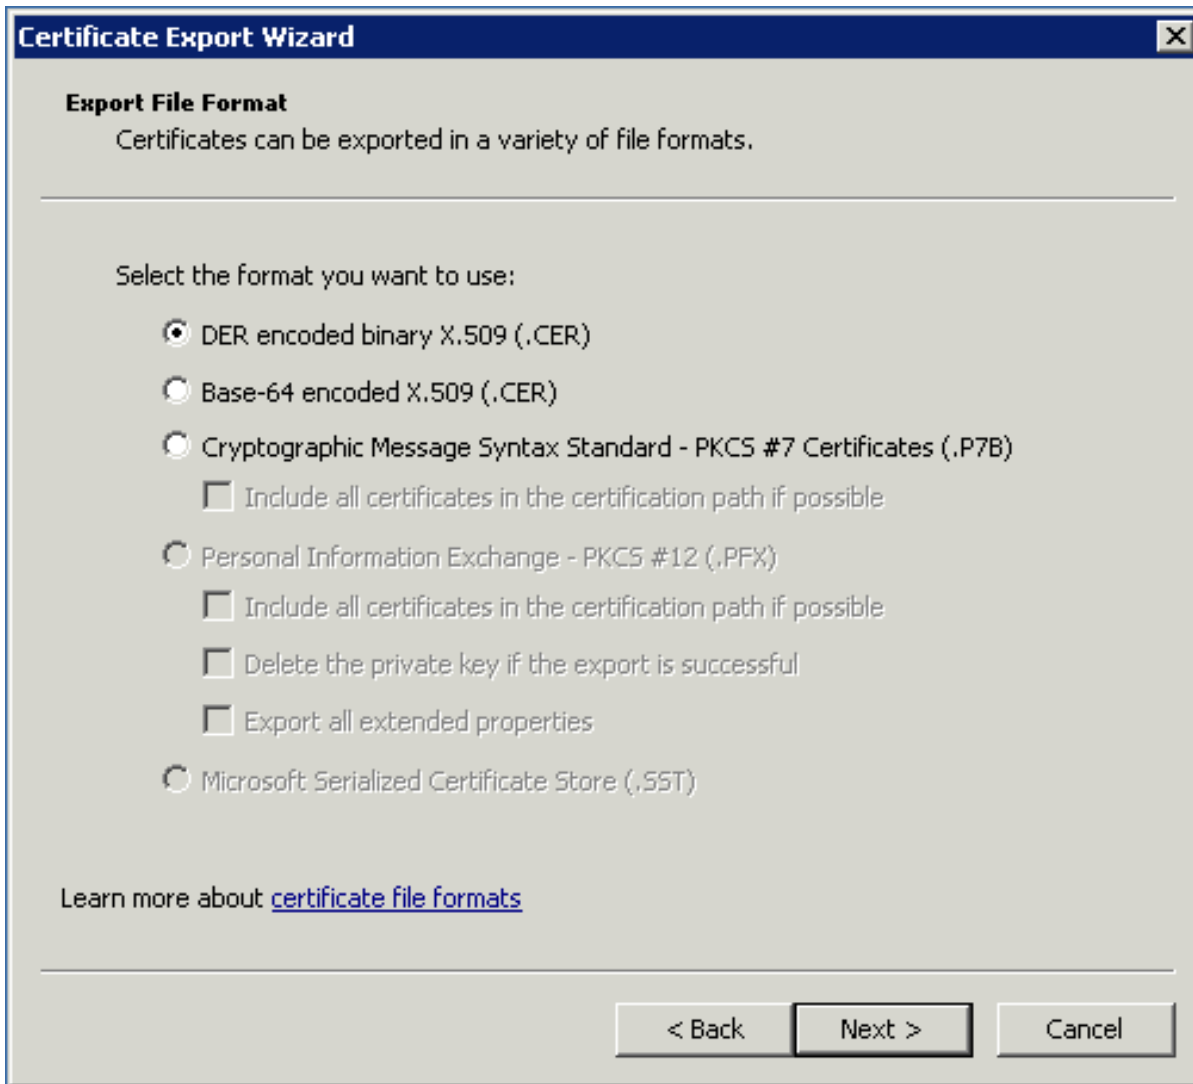 Certificate Export Wizard
Export File Format
Certificates can be exported in a variety of file formats.
Select the format you want to use:
DER encoded binary X.509 (.CER)
Base-64 encoded X.509 (.CER)
Cryptographic Message Syntax Standard - PKCS #7 Certificates (.P7B)
Include all certificates in the certification path if possible
Personal Information Exchange - PKCS #12 (.PFX)
Include all certificates in the certification path if possible
Delete the private key if the export is successful
Export all extended properties
Microsoft Serialized Certificate Store (.SST)
Learn more about certificate file formats
< Back Next > Cancel